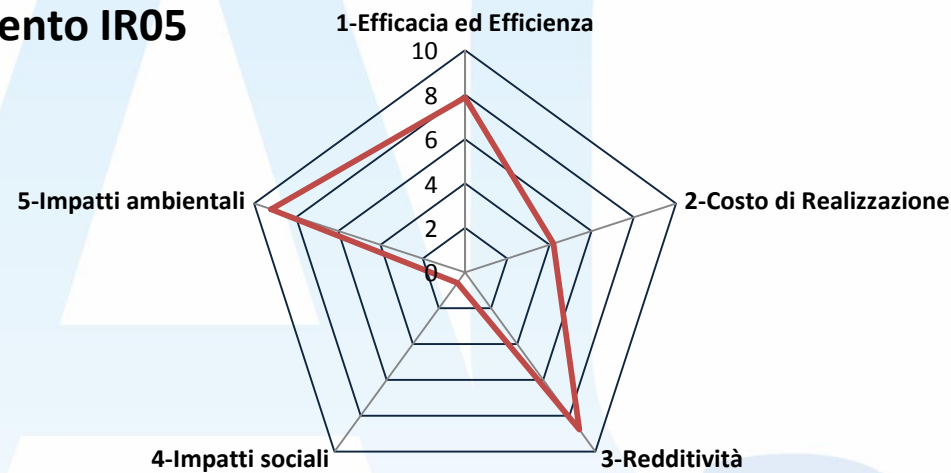 ento IR05
1-Efficacia ed Efficienza
10
8
6
4
2
0
5-Impatti ambientali
2-Costo di Realizzazione
4-Impatti sociali
3-Redditività